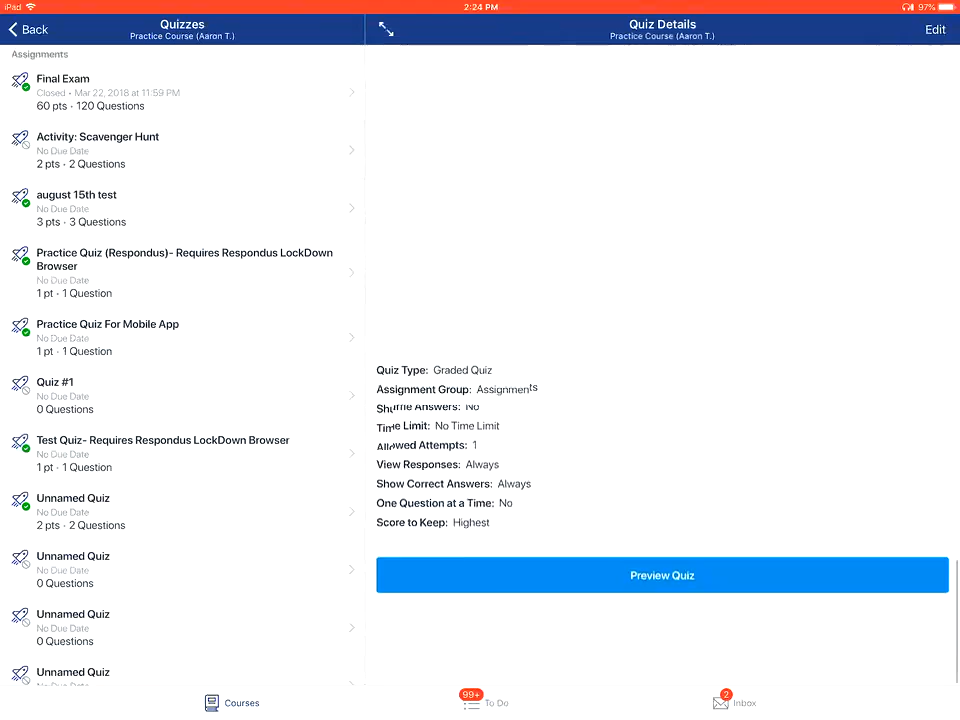 iPad
2:24 PM
97%
Back
Quizzes
Practice Course (Aaron T.)
Quiz Details
Practice Course (Aaron T.)
Edit
Assignments
Final Exam
Closed • Mar 22, 2018 at 11:59 PM
60 pts · 120 Questions
Activity: Scavenger Hunt
No Due Date
2 pts · 2 Questions
august 15th test
No Due Date
3 pts · 3 Questions
Practice Quiz (Respondus)- Requires Respondus LockDown
Browser
No Due Date
1 pt · 1 Question
Practice Quiz For Mobile App
No Due Date
1 pt · 1 Question
Quiz #1
No Due Date
0 Questions
Test Quiz- Requires Respondus LockDown Browser
No Due Date
1 pt · 1 Question
Unnamed Quiz
No Due Date
2 pts · 2 Questions
Unnamed Quiz
No Due Date
0 Questions
Unnamed Quiz
No Due Date
0 Questions
Unnamed Quiz
No Due Date
Quiz Type: Graded Quiz
Assignment Group: Assignments
Shuffle Answers: No
Time Limit: No Time Limit
Allowed Attempts: 1
View Responses: Always
Show Correct Answers: Always
One Question at a Time: No
Score to Keep: Highest
Preview Quiz
Courses
99+
To Do
2
Inbox